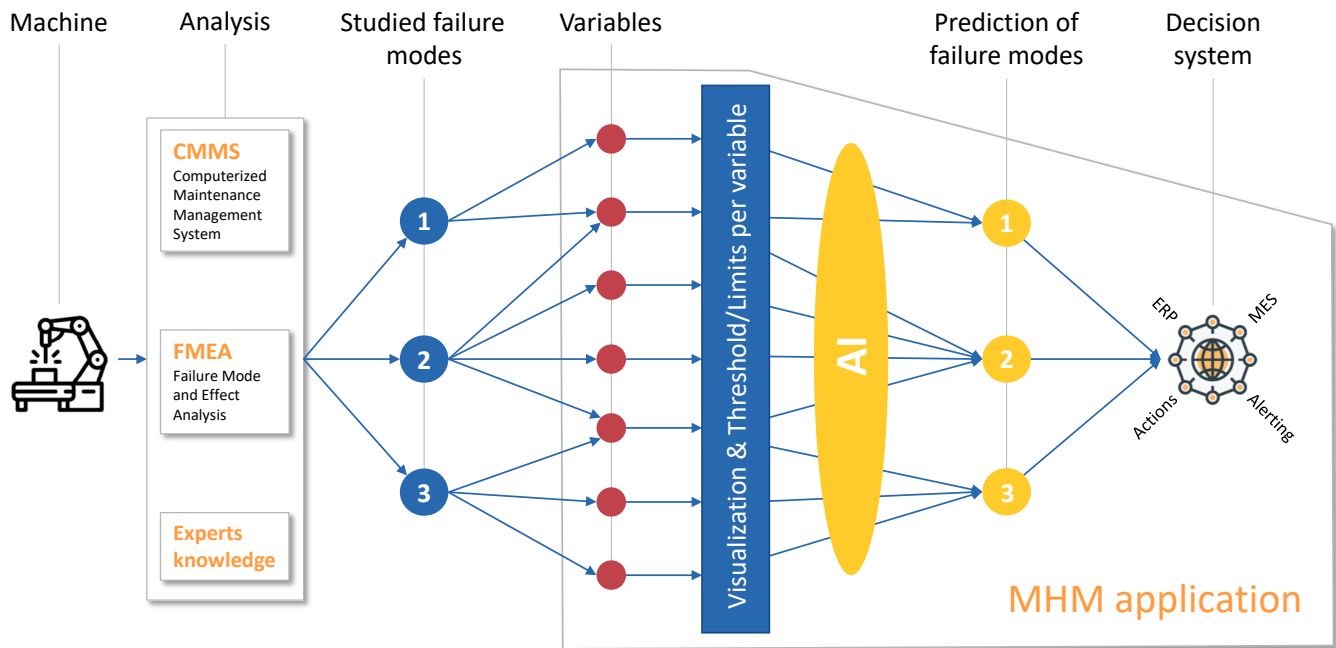 Machine
Analysis
Studied failure
modes
Variables
Prediction of
failure modes
Decision
system
CMMS
Computerized
Maintenance
Management
System
FMEA
Failure Mode
and Effect
Analysis
Experts
knowledge
1
2
3
Visualization & Threshold/Limits per variable
AI
1
2
3
ERP
MES
Actions
Alerting
MHM application